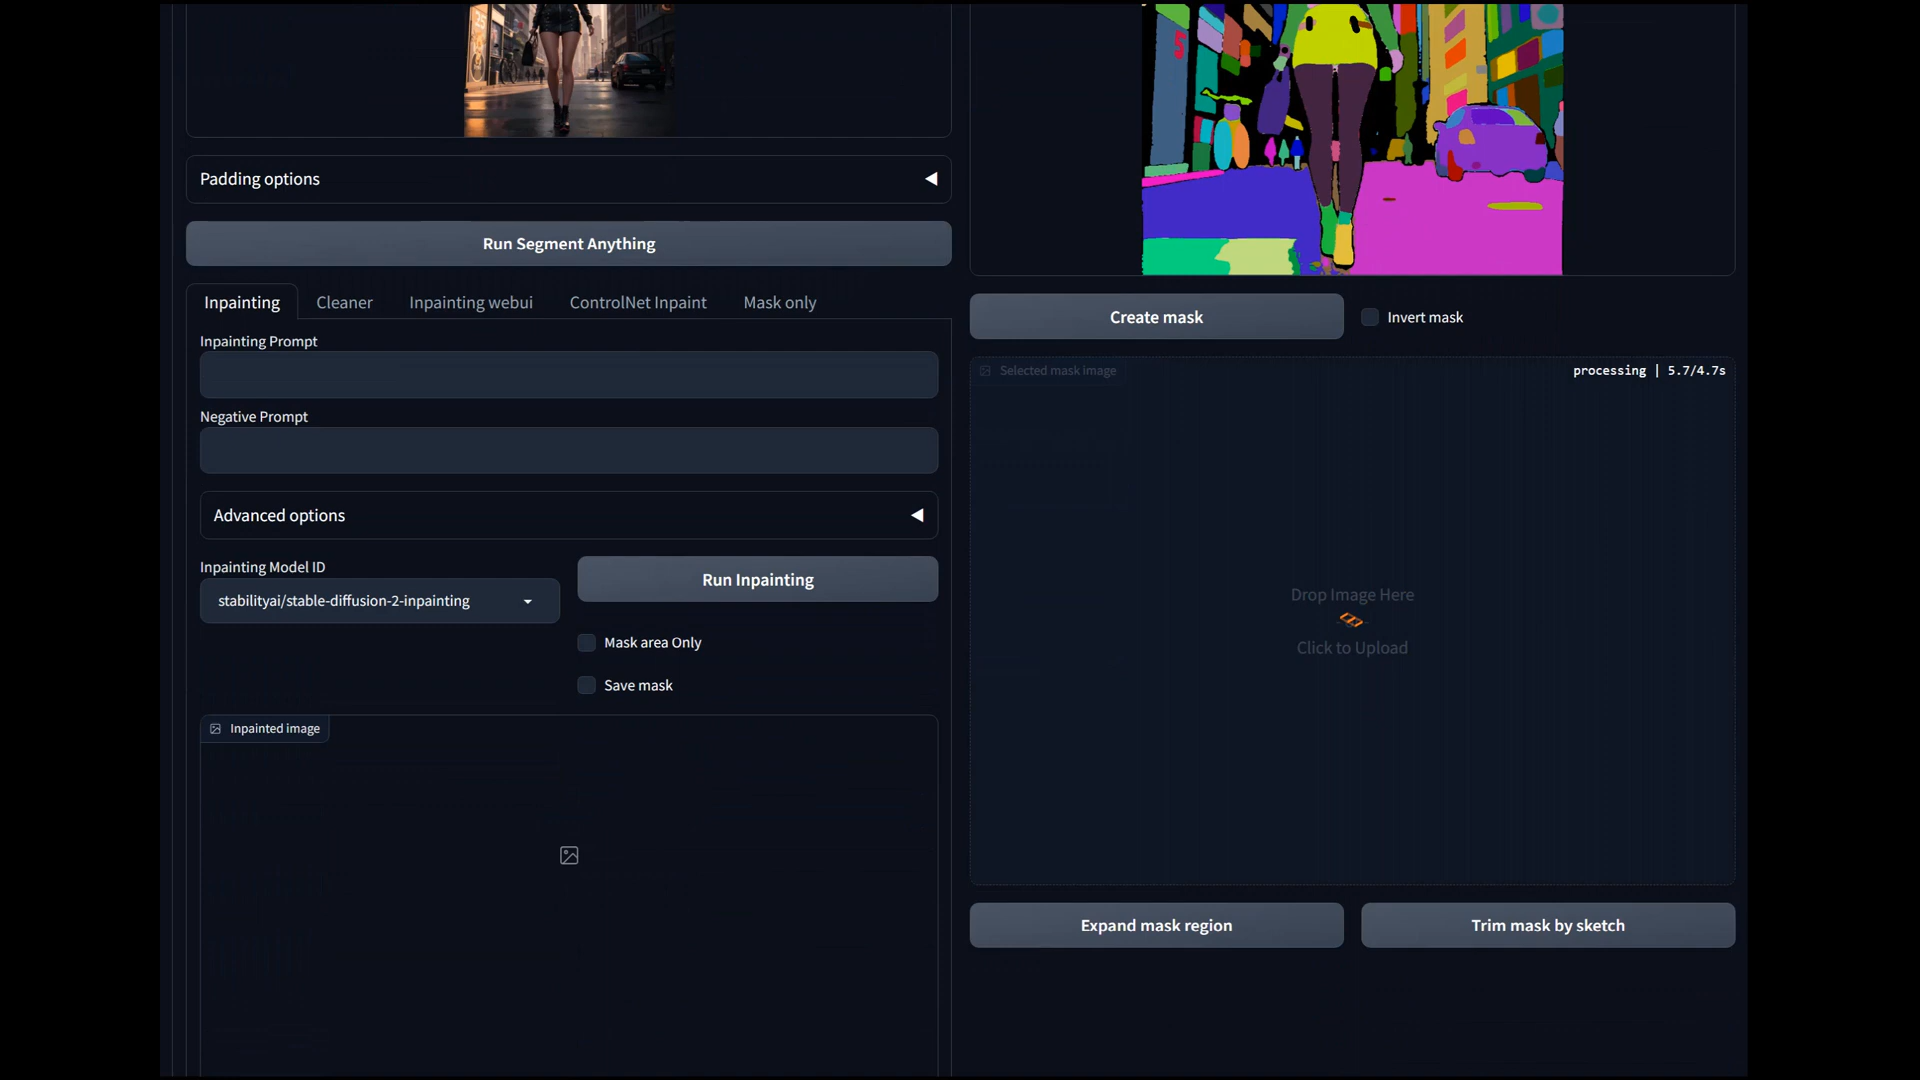 Padding options
Run Segment Anything
Inpainting
Cleaner
Inpainting webui
ControlNet Inpaint
Mask only
Inpainting Prompt
Negative Prompt
Advanced options
Inpainting Model ID
stabilityai/stable-diffusion-2-inpainting
Run Inpainting
Mask area Only
Save mask
Inpainted image
Create mask
Invert mask
Selected mask image
processing | 5.7/4.7s
Drop Image Here
Click to Upload
Expand mask region
Trim mask by sketch